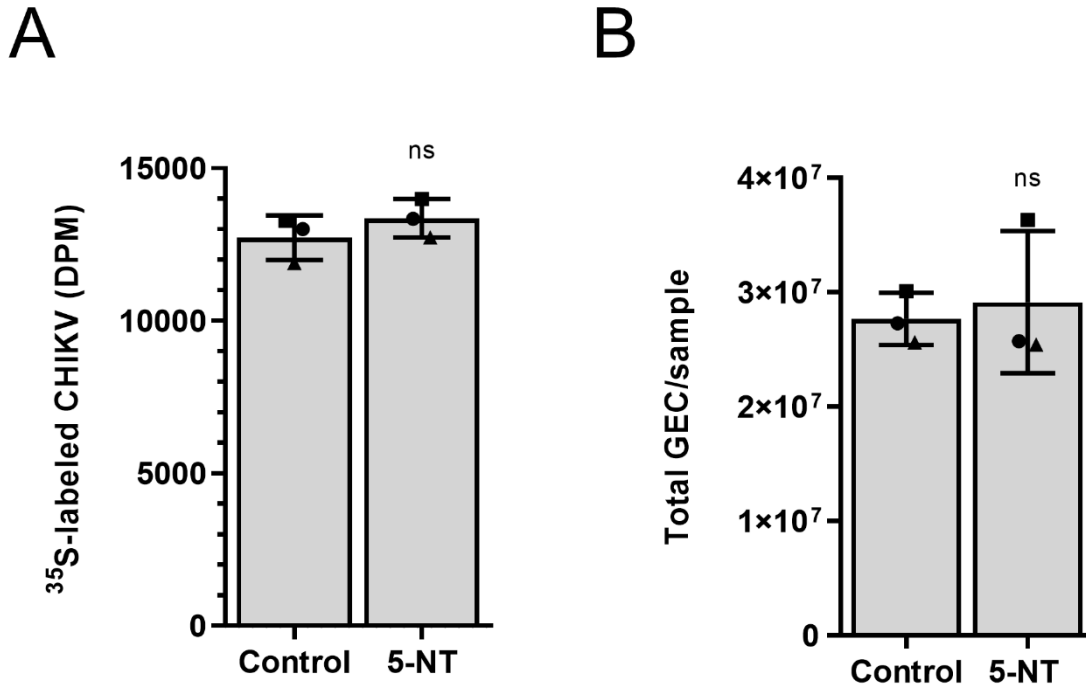 A
B
³⁵S-labeled CHIKV (DPM)
15000
10000
5000
0
ns
Control
5-NT
Total GEC/sample
4×10⁷
3×10⁷
2×10⁷
1×10⁷
0
ns
Control
5-NT